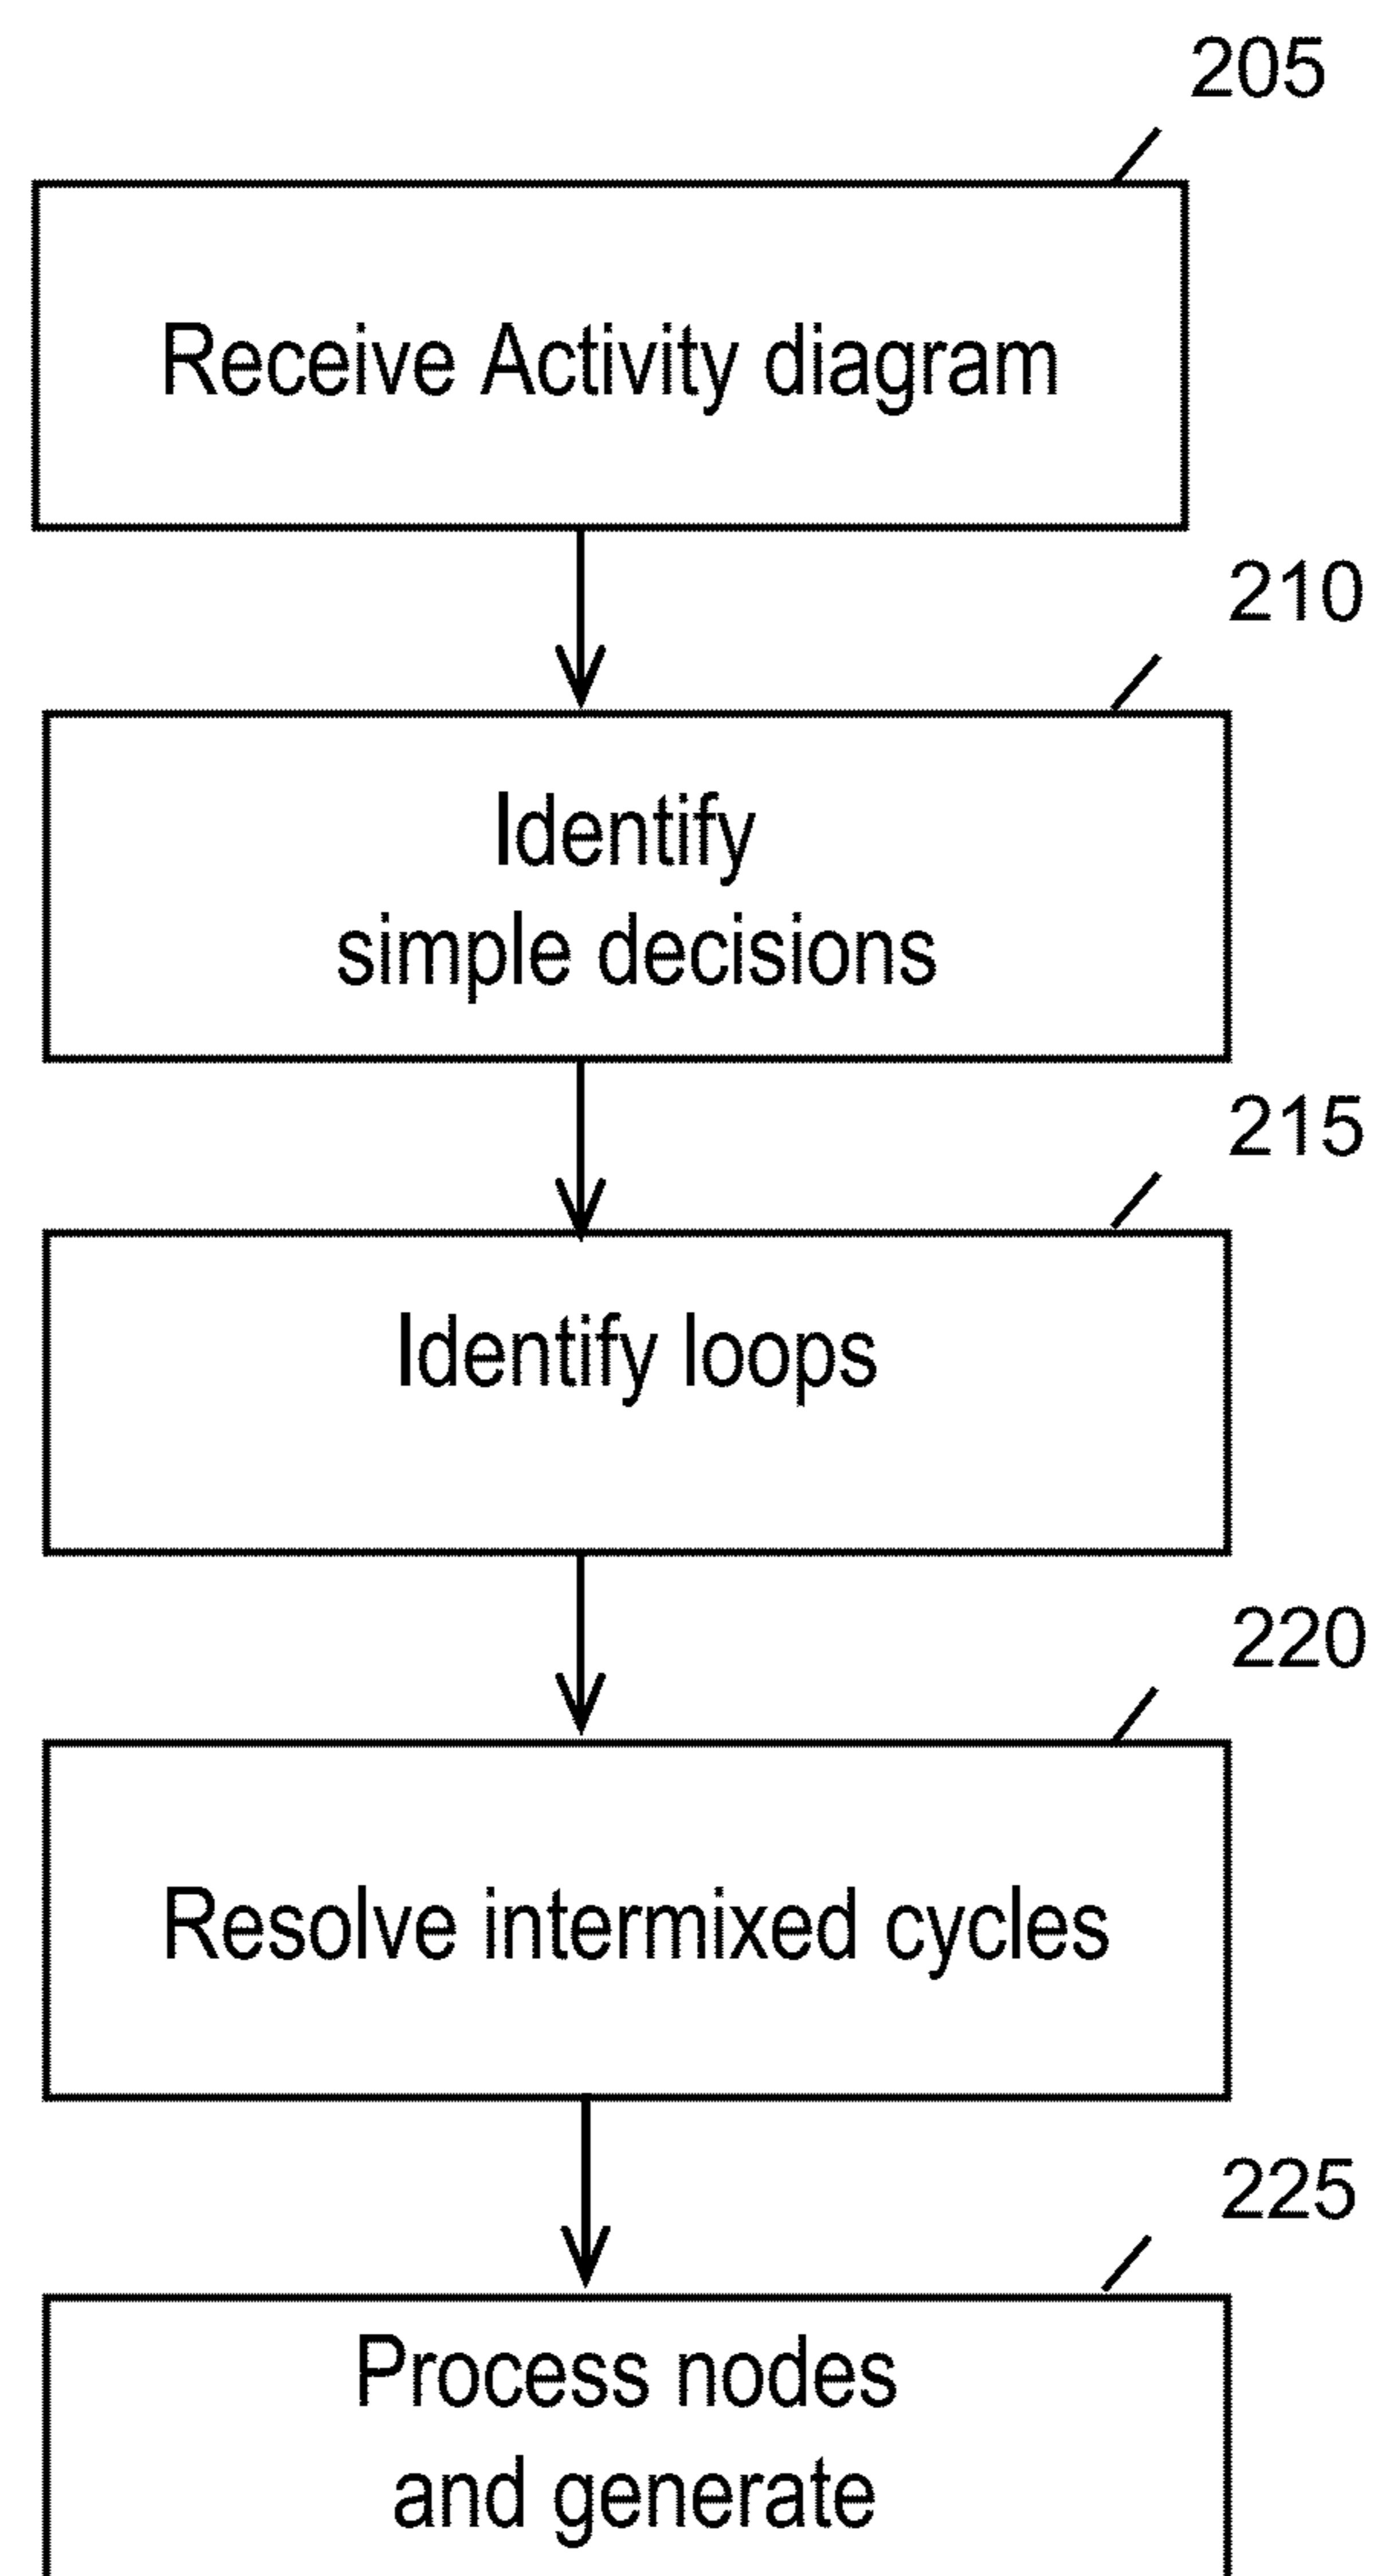 205
Receive Activity diagram
210
Identify
simple decisions
215
Identify loops
220
Resolve intermixed cycles
225
Process nodes
and generate